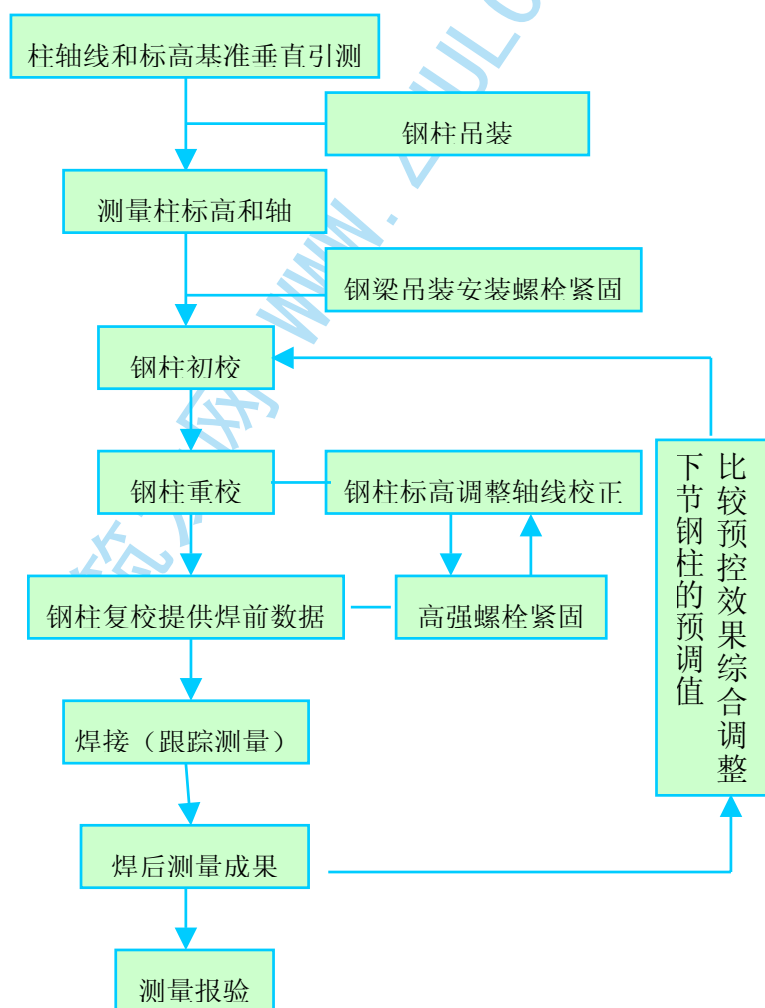 柱轴线和标高基准垂直引测
钢柱吊装
测量柱标高和轴
钢梁吊装安装螺栓紧固
钢柱初校
钢柱重校
钢柱标高调整轴线校正
比较预控效果综合调整
下节钢柱的预调值
钢柱复校提供焊前数据
高强螺栓紧固
焊接（跟踪测量）
焊后测量成果
测量报验